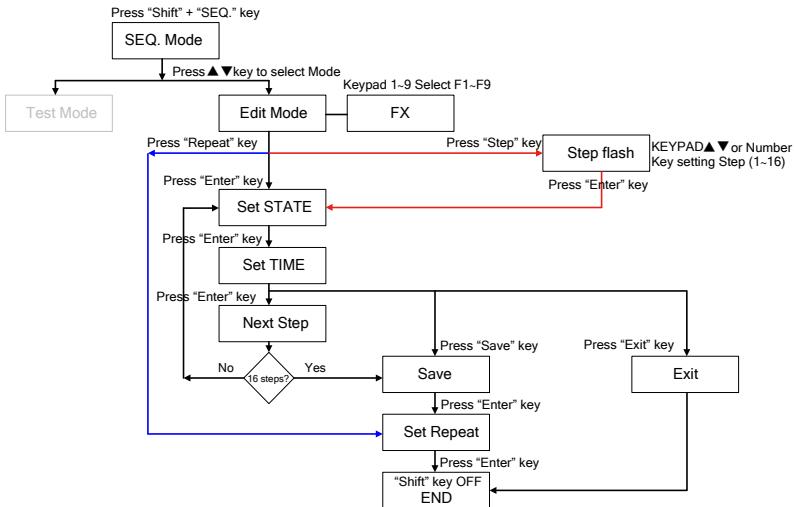 Press “Shift” + “SEQ.” key
SEQ. Mode
Press ▲ ▼key to select Mode
Keypad 1~9 Select F1~F9
Test Mode
Edit Mode
FX
Press “Repeat” key
Press “Step” key
Step flash
KEYPAD▲ ▼ or Number
Key setting Step (1~16)
Press “Enter” key
Press “Enter” key
Set STATE
Press “Enter” key
Set TIME
Press “Enter” key
Next Step
Press “Save” key
Press “Exit” key
No
16 steps?
Yes
Save
Exit
Press “Enter” key
Set Repeat
Press “Enter” key
“Shift” key OFF
END